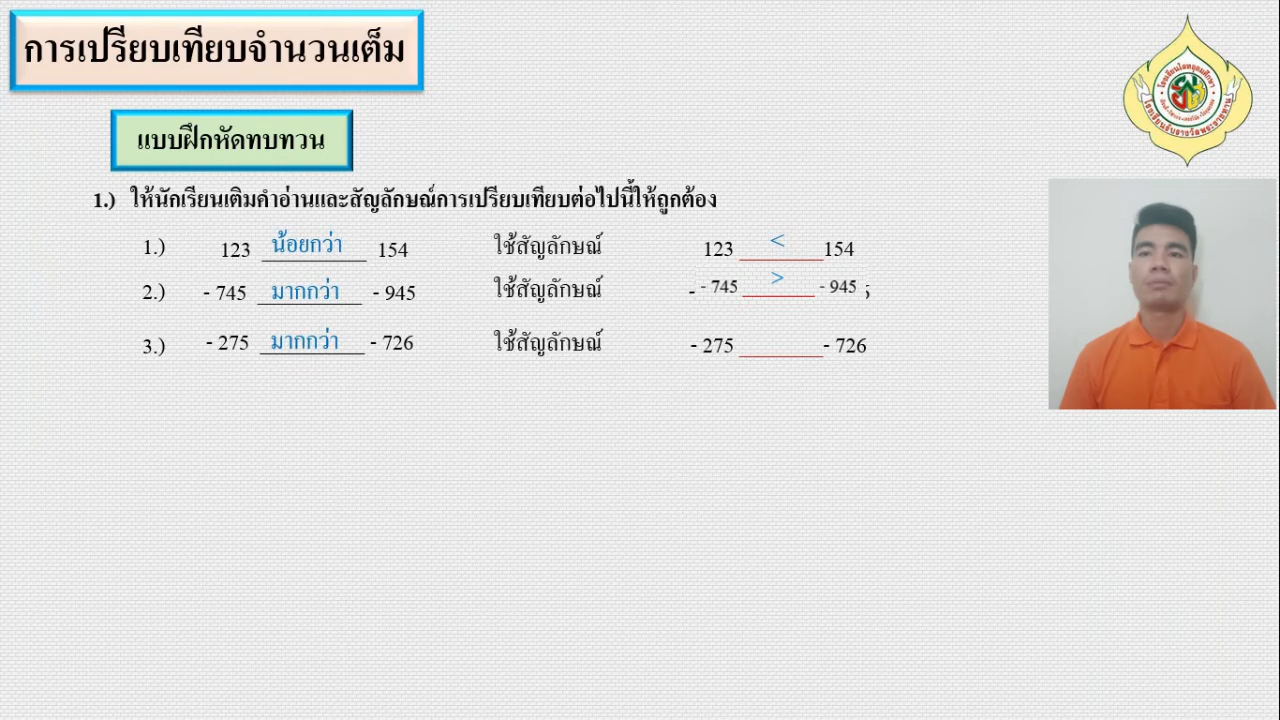 การเปรียบเทียบจำนวนเต็ม
แบบฝึกหัดทบทวน
1.) ให้นักเรียนเติมคำอ่านและสัญลักษณ์การเปรียบเทียบต่อไปนี้ให้ถูกต้อง
1.) 123 น้อยกว่า 154 ใช้สัญลักษณ์ 123 < 154
2.) - 745 มากกว่า - 945 ใช้สัญลักษณ์ - 745 > - 945
3.) - 275 มากกว่า - 726 ใช้สัญลักษณ์ - 275 ________ - 726